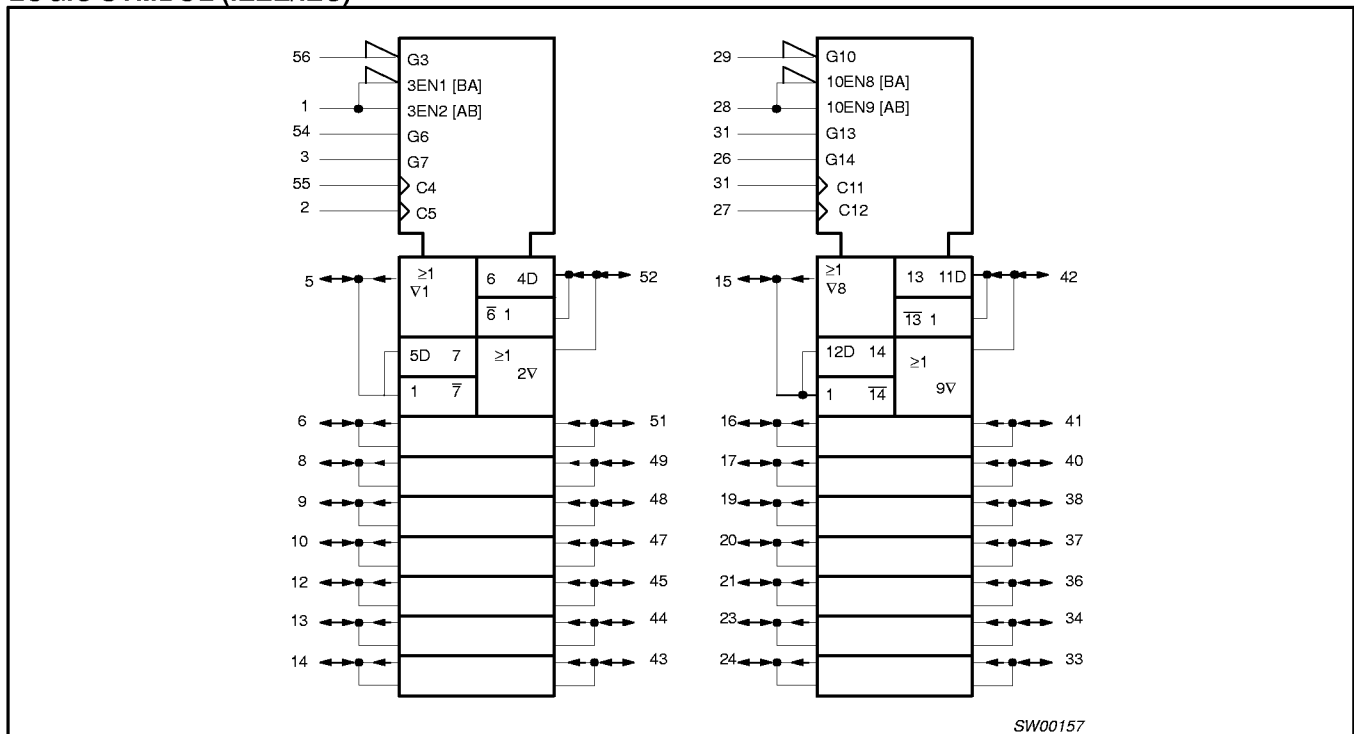 56 G3
3EN1 [BA]
1 3EN2 [AB]
54 G6
3 G7
55 C4
2 C5
5 ≥1 6 4D 52
∇1
6̅ 1
5D 7 ≥1
2∇
1 7̅
6 51
8 49
9 48
10 47
12 45
13 44
14 43
29 G10
10EN8 [BA]
28 10EN9 [AB]
31 G13
26 G14
31 C11
27 C12
15 ≥1 13 11D 42
∇8
1̅3̅ 1
12D 14 ≥1
9∇
1 1̅4̅
16 41
17 40
19 38
20 37
21 36
23 34
24 33
SW00157